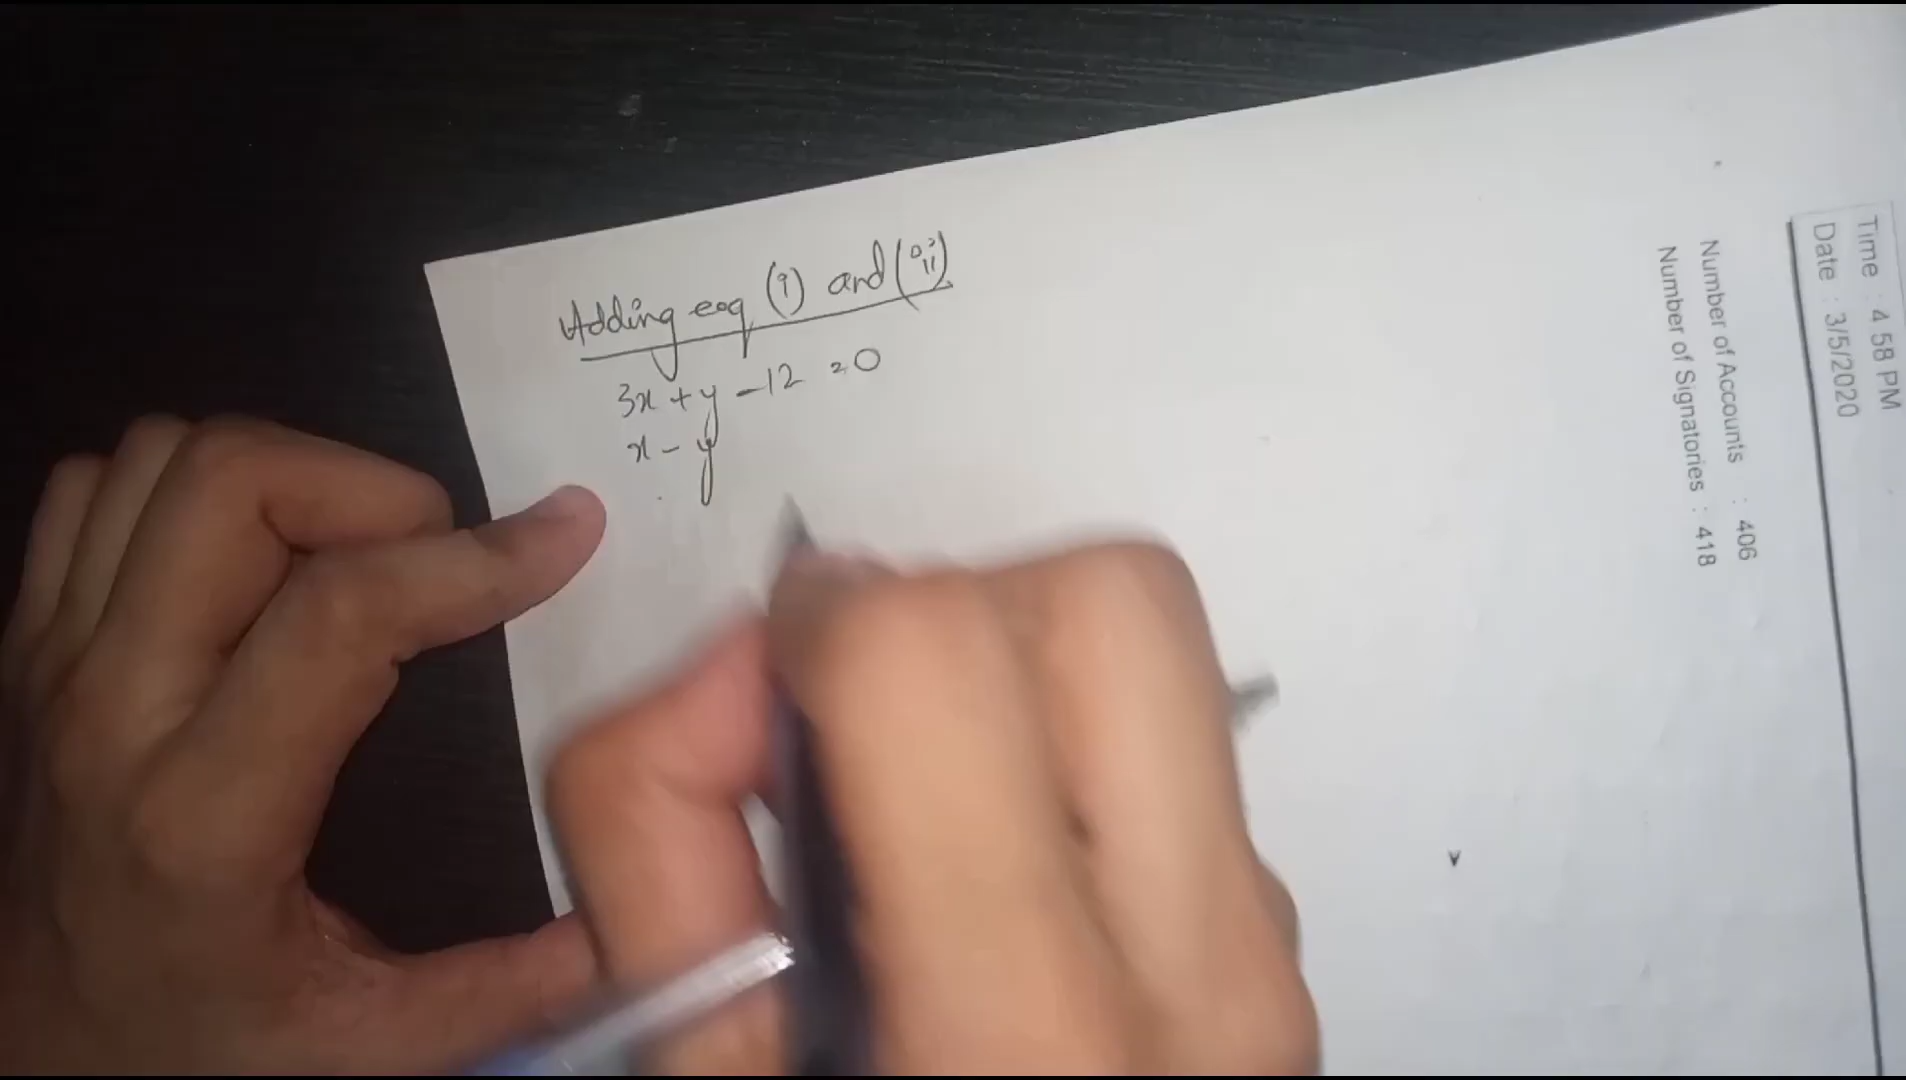 Adding eoq (i) and (ii)
3x + y - 12 = 0
x - y
Time : 4 58 PM
Date : 3/5/2020
Number of Accounts : 406
Number of Signatories : 418